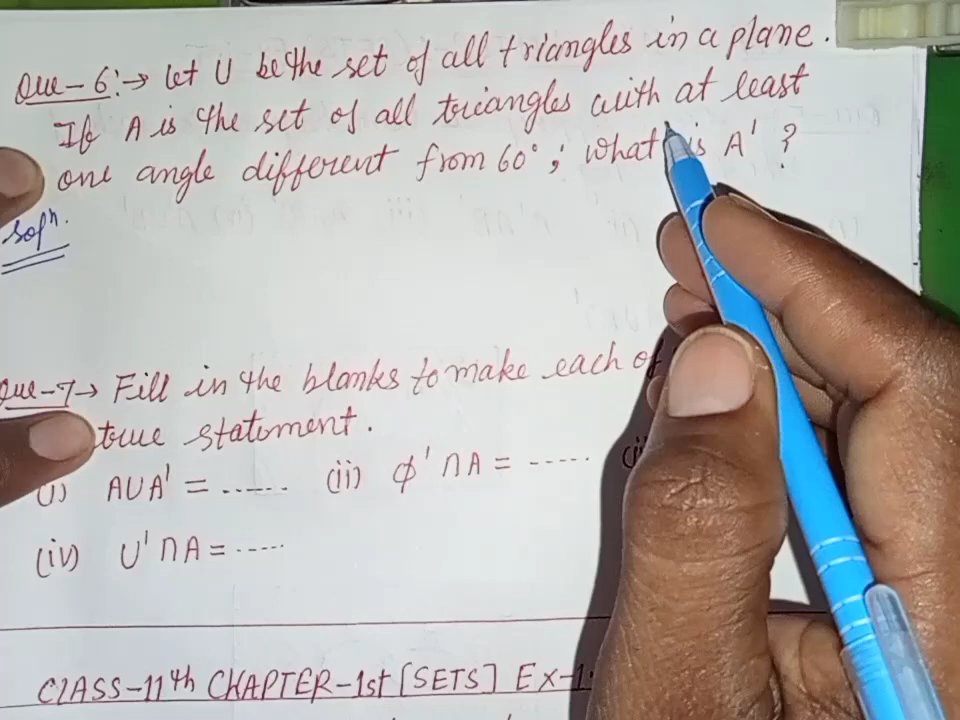 Que-6:→ Let U be the set of all triangles in a plane.
If A is the set of all triangles with at least
one angle different from 60°; what is A' ?
Solⁿ.
Que-7→ Fill in the blanks to make each of
true statement.
(i) A∪A' = ...... (ii) ϕ'∩A = ......
(iv) U'∩A = ......
CLASS-11th CHAPTER-1st [SETS] Ex-1.